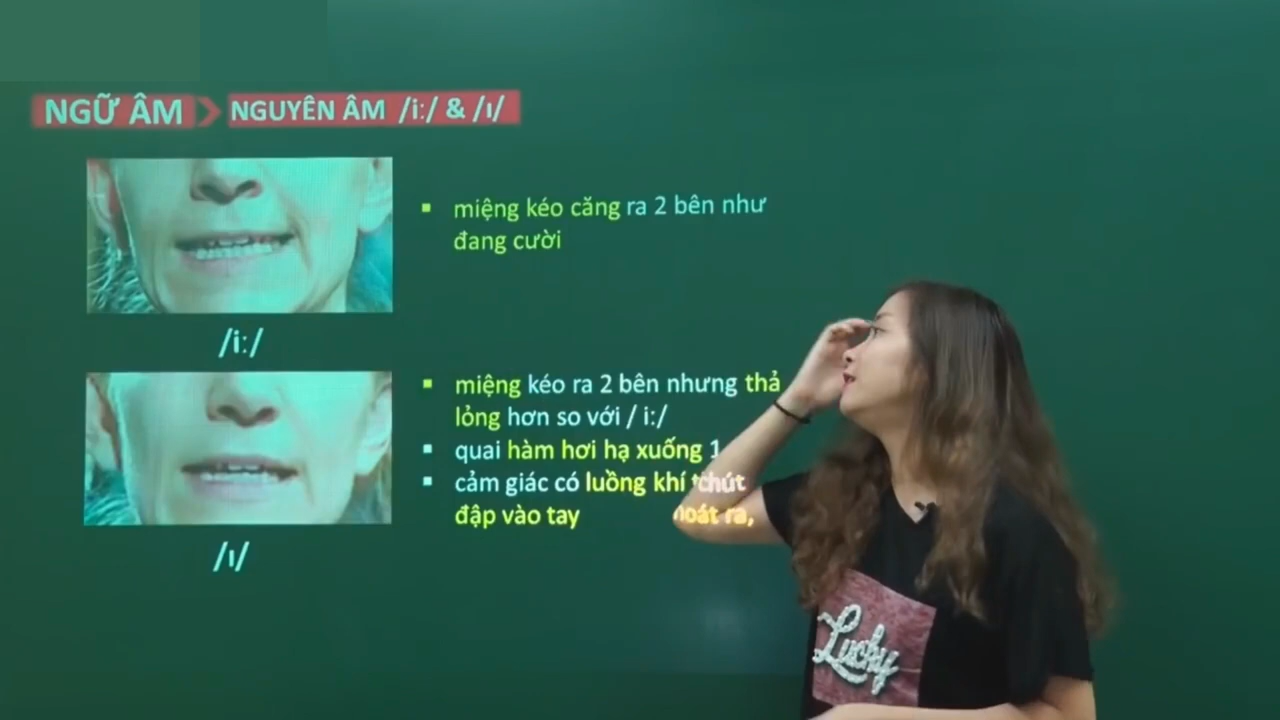 NGỮ ÂM
NGUYÊN ÂM /i:/ & /ı/
miệng kéo căng ra 2 bên như
đang cười
/i:/
miệng kéo ra 2 bên nhưng thả
lỏng hơn so với / i:/
quai hàm hơi hạ xuống 1
chút
cảm giác có luồng khí
ra,
đập vào tay
/ı/
Lucky